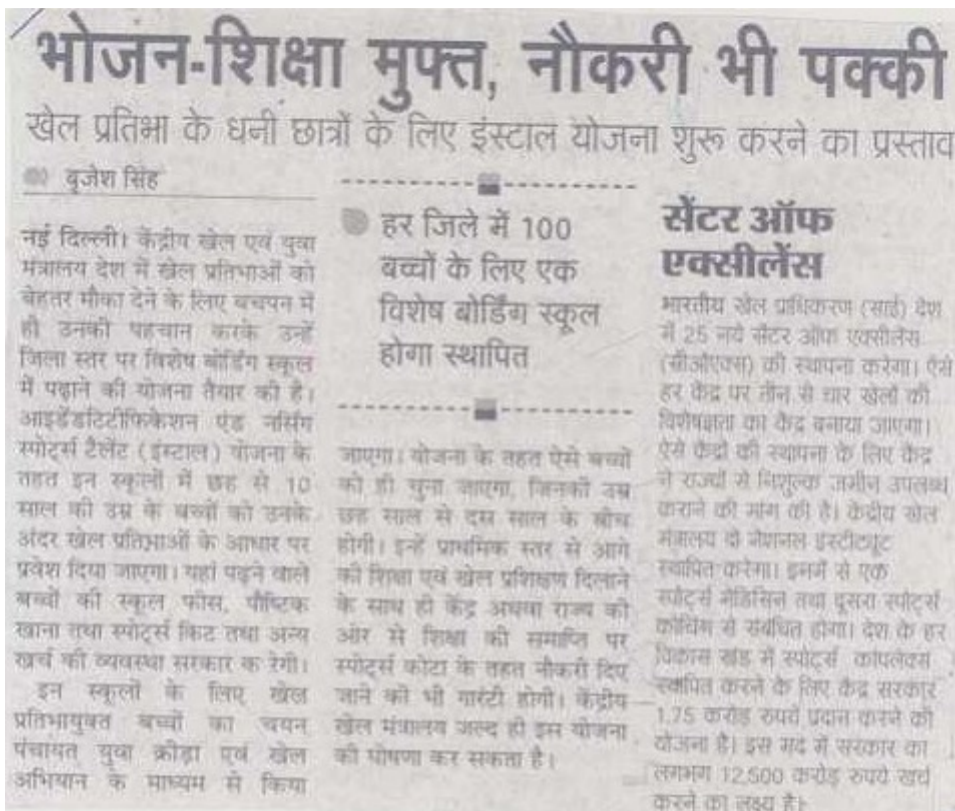 भोजन-शिक्षा मुफ्त, नौकरी भी पक्की
खेल प्रतिभा के धनी छात्रों के लिए इंस्टाल योजना शुरू करने का प्रस्ताव
बृजेश सिंह
नई दिल्ली। केंद्रीय खेल एवं युवा
मंत्रालय देश में खेल प्रतिभाओं को
बेहतर मौका देने के लिए बचपन में
ही उनकी पहचान करके उन्हें
जिला स्तर पर विशेष बोर्डिंग स्कूल
में पढ़ाने की योजना तैयार की है।
आइडेंडटिटीफिकेशन एंड नर्सिंग
स्पोर्ट्स टैलेंट (इंस्टाल) योजना के
तहत इन स्कूलों में छह से 10
साल की उम्र के बच्चों को उनके
अंदर खेल प्रतिभाओं के आधार पर
प्रवेश दिया जाएगा। यहां पढ़ने वाले
बच्चों की स्कूल फीस, पौष्टिक
खाना तथा स्पोर्ट्स किट तथा अन्य
खर्च की व्यवस्था सरकार क रेगी।
इन स्कूलों के लिए खेल
प्रतिभायुक्त बच्चों का चयन
पंचायत युवा क्रीड़ा एवं खेल
अभियान के माध्यम से किया
हर जिले में 100
बच्चों के लिए एक
विशेष बोर्डिंग स्कूल
होगा स्थापित
जाएगा। योजना के तहत ऐसे बच्चों
को ही चुना जाएगा, जिनकी उम्र
छह साल से दस साल के बीच
होगी। इन्हें प्राथमिक स्तर से आगे
की शिक्षा एवं खेल प्रशिक्षण दिलाने
के साथ ही केंद्र अथवा राज्य की
ओर से शिक्षा की समाप्ति पर
स्पोर्ट्स कोटा के तहत नौकरी दिए
जाने की भी गारंटी होगी। केंद्रीय
खेल मंत्रालय जल्द ही इस योजना
की घोषणा कर सकता है।
सेंटर ऑफ
एक्सीलेंस
भारतीय खेल प्राधिकरण (साई) देश
में 25 नये सेंटर ऑफ एक्सीलेंस
(सीओएक्स) की स्थापना करेगा। ऐसे
हर केंद्र पर तीन से चार खेलों की
विशेषज्ञता का केंद्र बनाया जाएगा।
ऐसे केंद्रों की स्थापना के लिए केंद्र
ने राज्यों से निशुल्क जमीन उपलब्ध
कराने की मांग की है। केंद्रीय खेल
मंत्रालय दो नेशनल इंस्टीट्यूट
स्थापित करेगा। इनमें से एक
स्पोर्ट्स मेडिसिन तथा दूसरा स्पोर्ट्स
कोचिंग से संबंधित होगा। देश के हर
विकास खंड में स्पोर्ट्स कांपलेक्स
स्थापित करने के लिए केंद्र सरकार
1.75 करोड़ रुपये प्रदान करने की
योजना है। इस मद में सरकार का
लगभग 12,500 करोड़ रुपये खर्च
करने का लक्ष्य है।